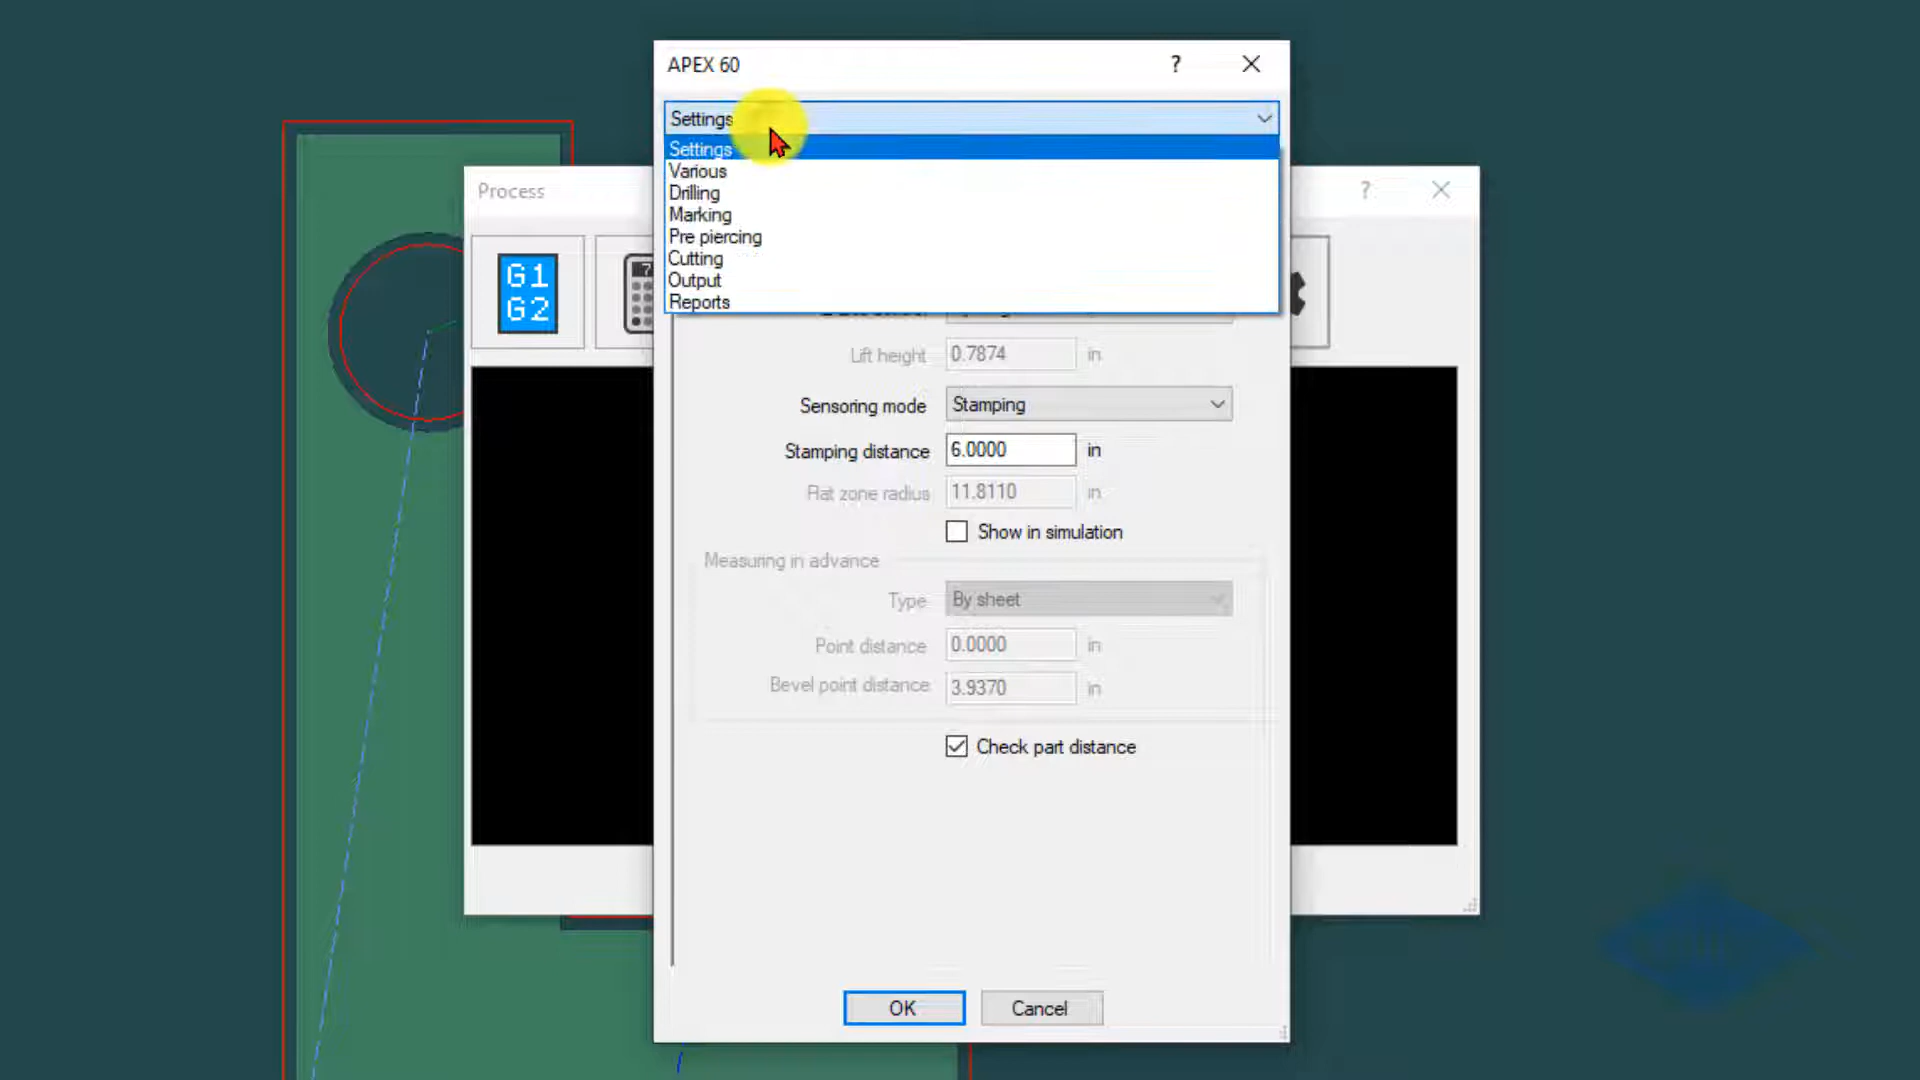 APEX 60
?
Settings
Settings
Various
Process
?
Drilling
Marking
Pre piercing
G1
Cutting
Output
G2
Reports
Lift height 0.7874 in
Sensoring mode Stamping
Stamping distance 6.0000 in
Flat zone radius 11.8110 in
Show in simulation
Measuring in advance
Type By sheet
Point distance 0.0000 in
Bevel point distance 3.9370 in
Check part distance
OK Cancel